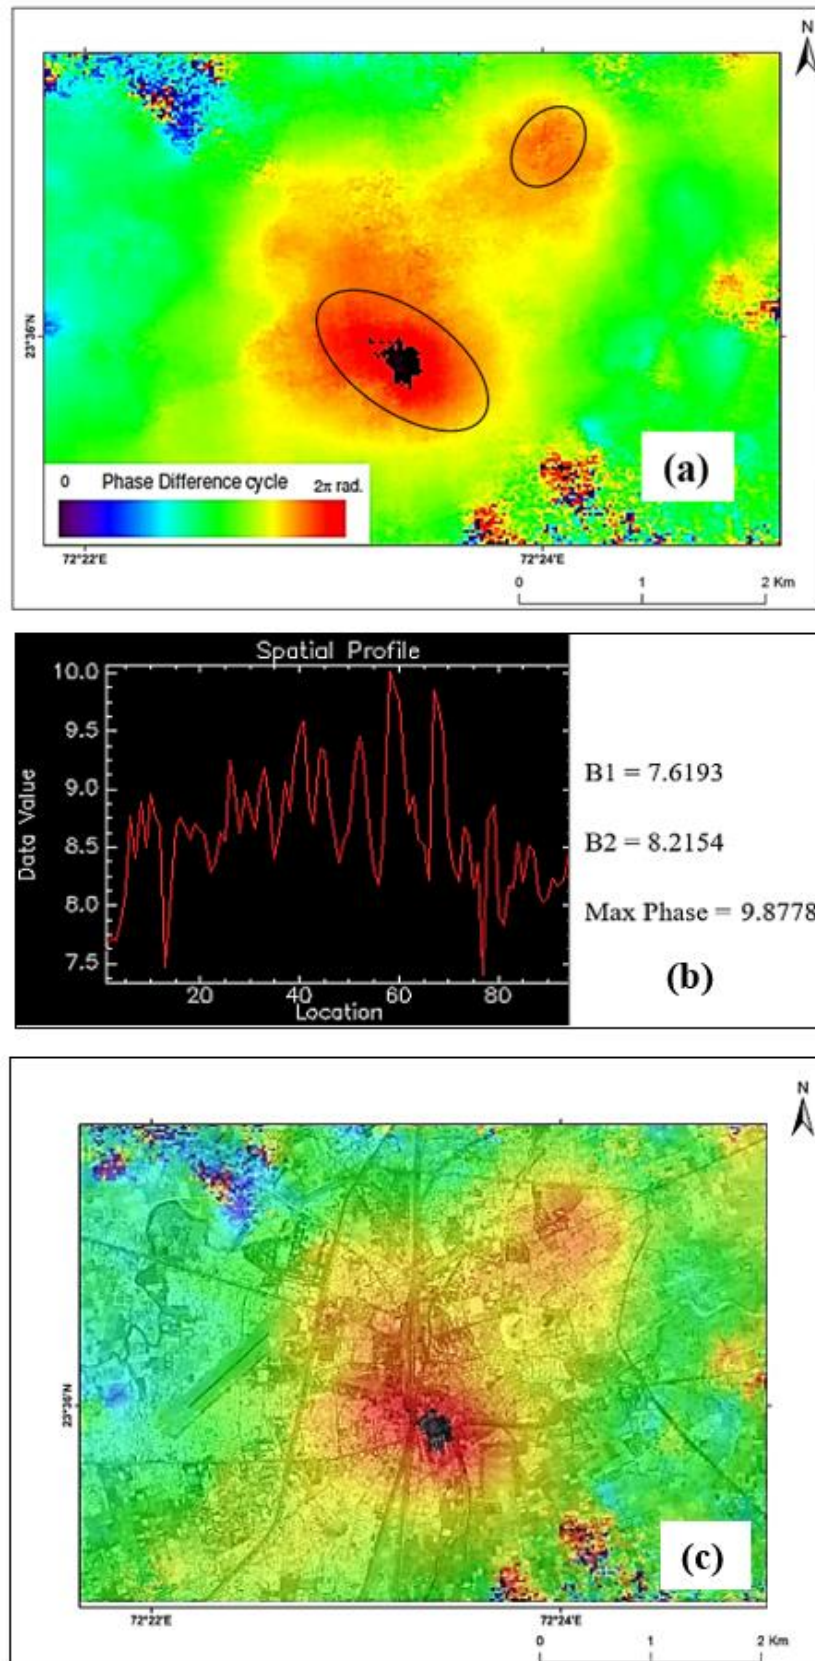 N
23°36'N
(a)
0 Phase Difference cycle 2π rad.
72°22'E 72°24'E
0 1 2 Km
Spatial Profile
10.0
9.5
9.0
8.5
8.0
7.5
Data Value
20 40 60 80
Location
B1 = 7.6193
B2 = 8.2154
Max Phase = 9.8778
(b)
N
23°36'N
(c)
72°22'E 72°24'E
0 1 2 Km